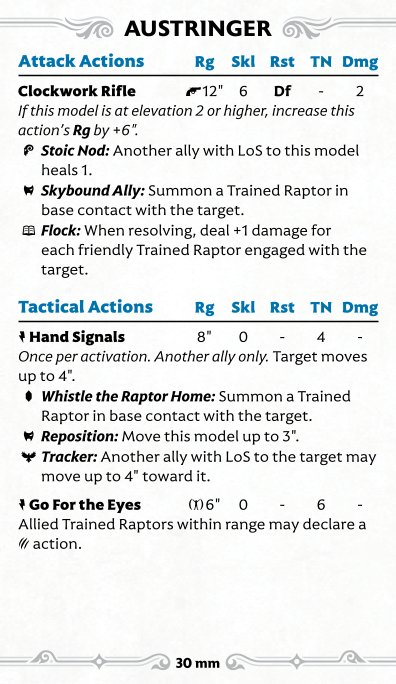 AUSTRINGER
Attack Actions Rg Skl Rst TN Dmg
Clockwork Rifle 12" 6 Df - 2
If this model is at elevation 2 or higher, increase this
action's Rg by +6".
Stoic Nod: Another ally with LoS to this model
heals 1.
Skybound Ally: Summon a Trained Raptor in
base contact with the target.
Flock: When resolving, deal +1 damage for
each friendly Trained Raptor engaged with the
target.
Tactical Actions Rg Skl Rst TN Dmg
Hand Signals 8" 0 - 4 -
Once per activation. Another ally only. Target moves
up to 4".
Whistle the Raptor Home: Summon a Trained
Raptor in base contact with the target.
Reposition: Move this model up to 3".
Tracker: Another ally with LoS to the target may
move up to 4" toward it.
Go For the Eyes 6" 0 - 6 -
Allied Trained Raptors within range may declare a
action.
30 mm